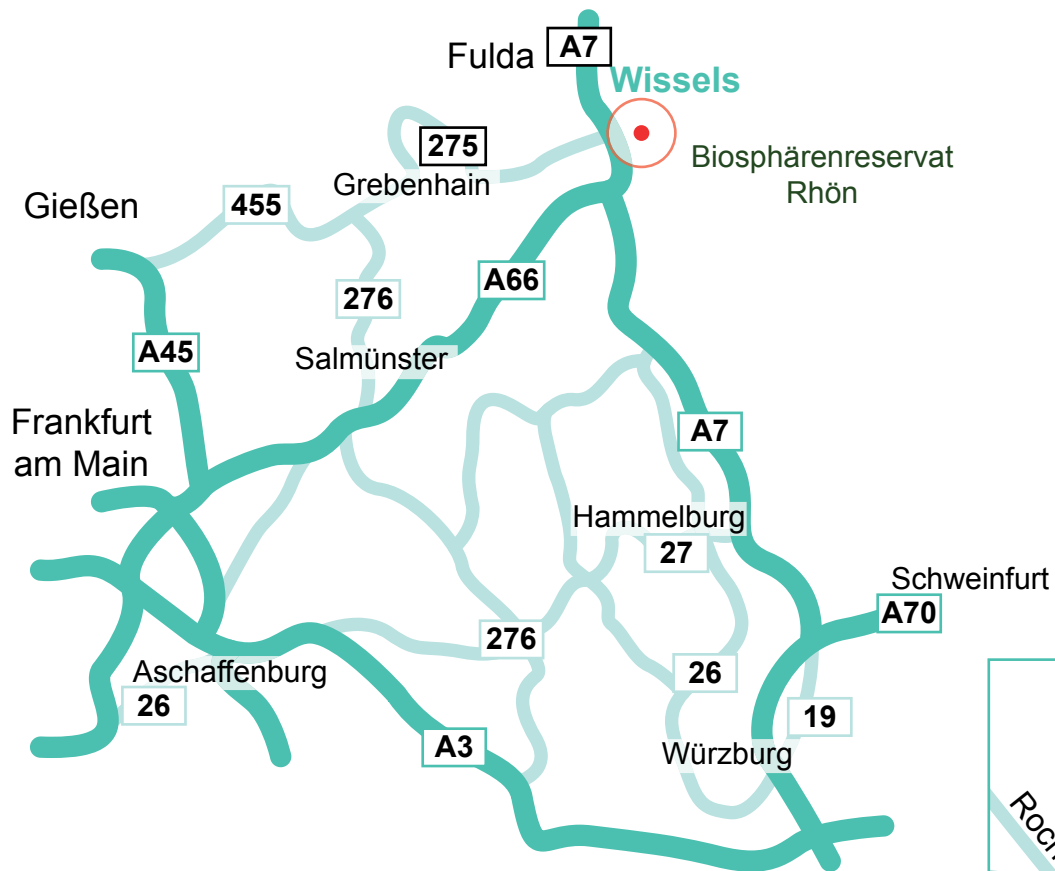 A7
Fulda
Wissels
275
Biosphärenreservat
Rhön
Grebenhain
455
Gießen
A66
276
A45
Salmünster
Frankfurt
am Main
A7
Hammelburg
27
Schweinfurt
A70
276
Aschaffenburg
26
26
19
A3
Würzburg